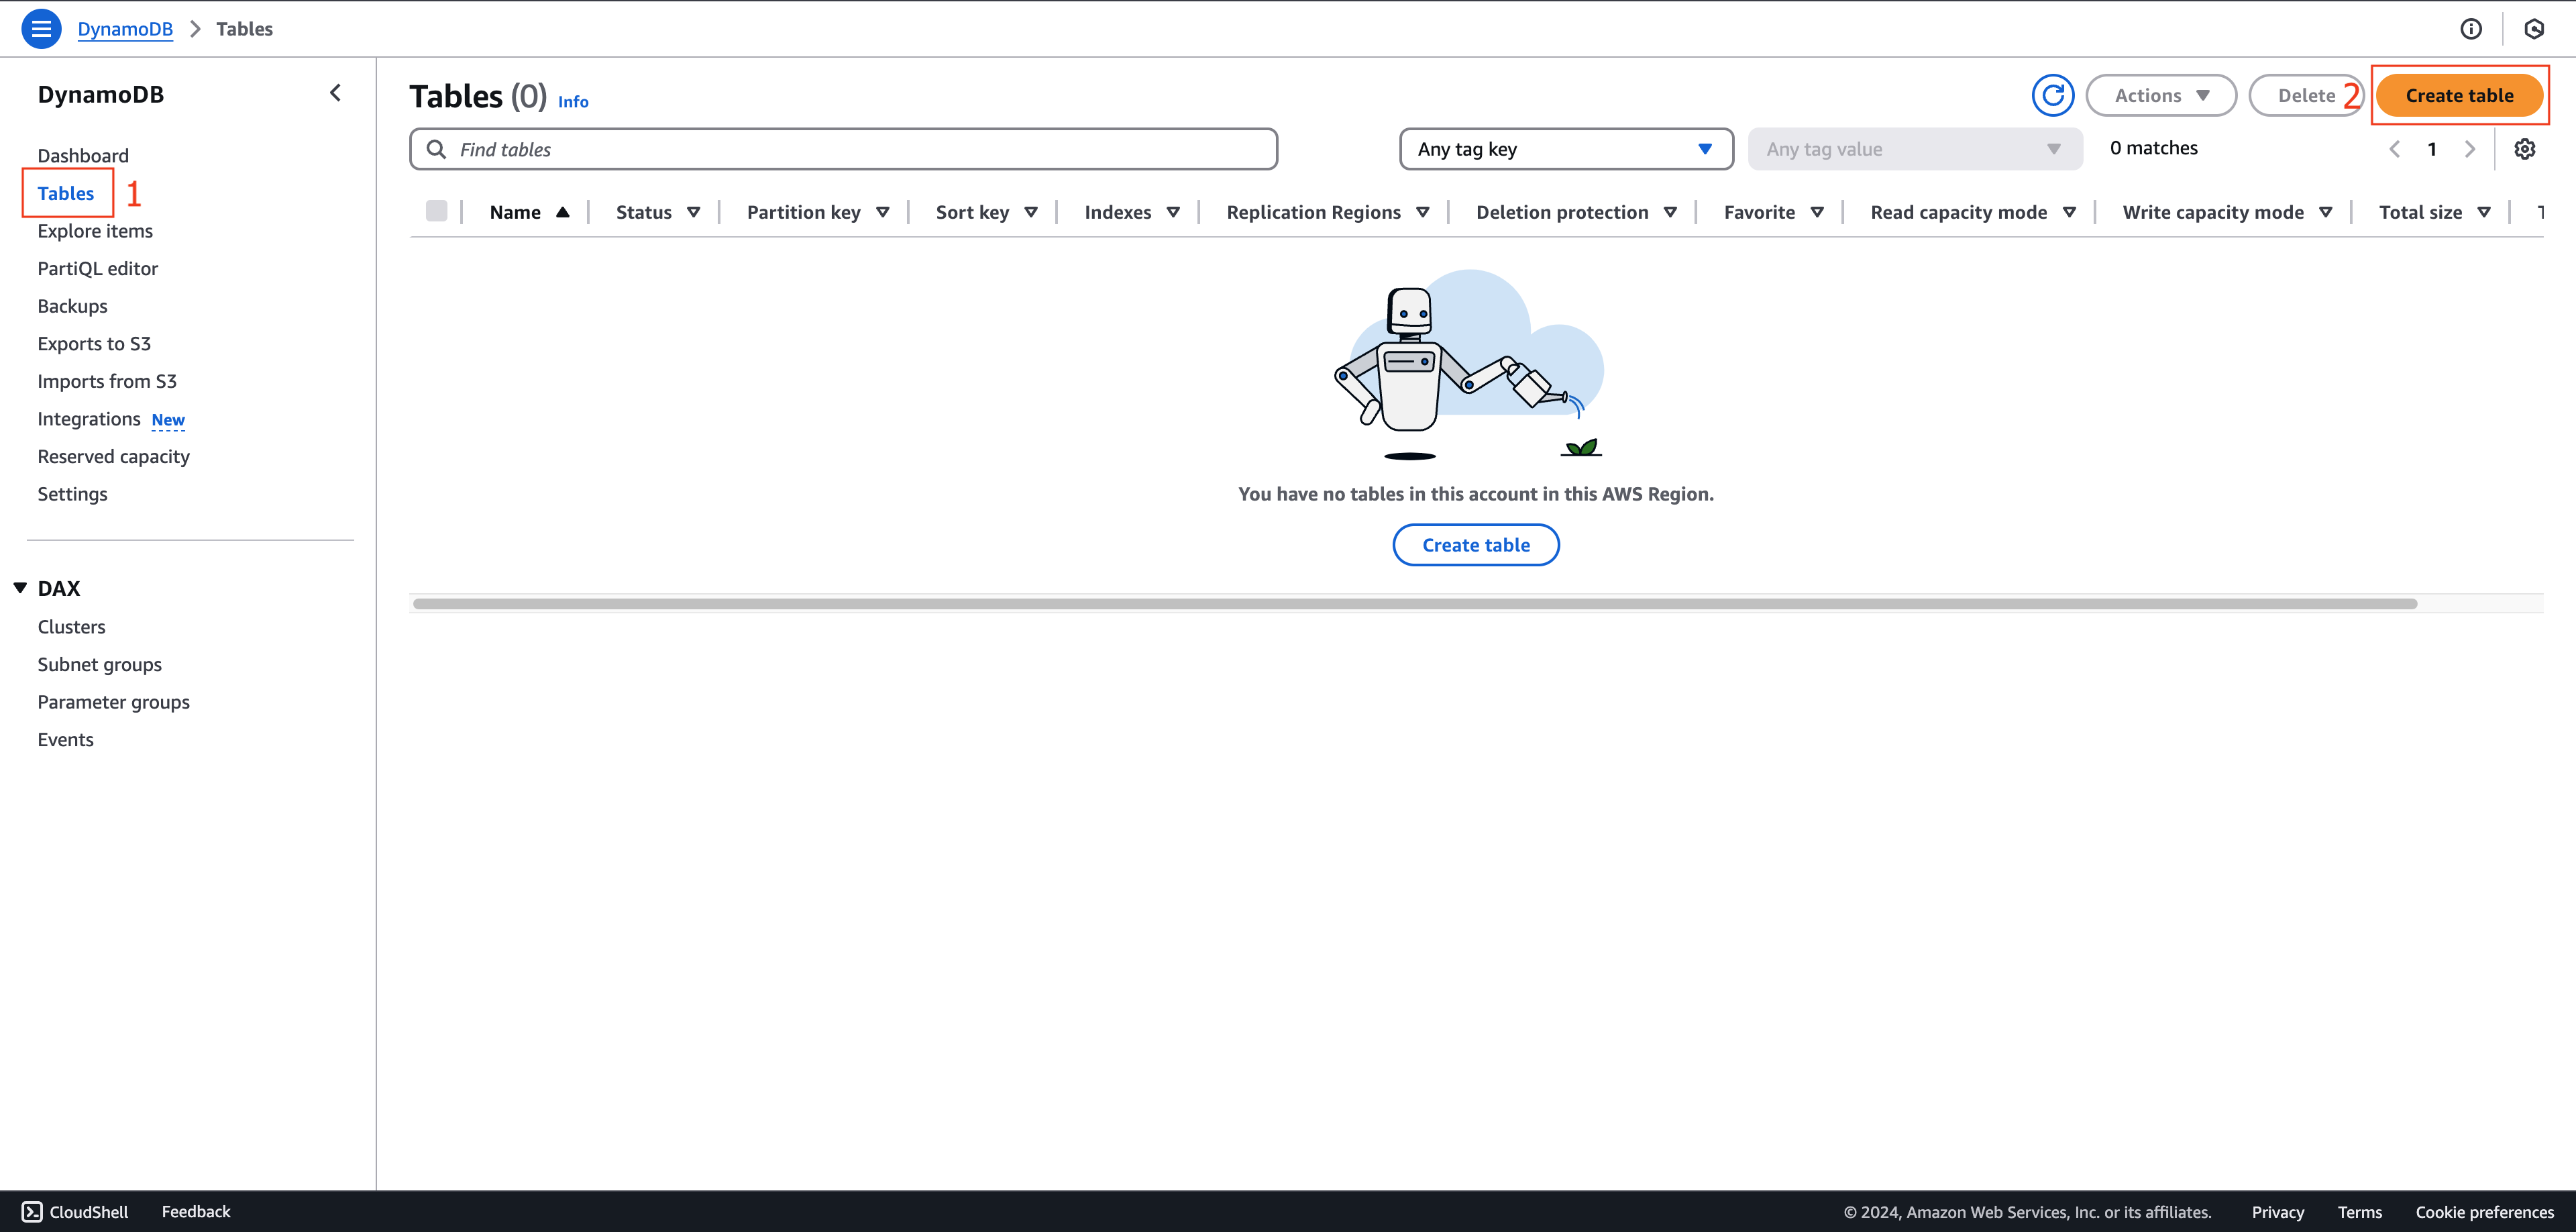 DynamoDB > Tables
DynamoDB
Dashboard
Tables 1
Explore items
PartiQL editor
Backups
Exports to S3
Imports from S3
Integrations New
Reserved capacity
Settings
DAX
Clusters
Subnet groups
Parameter groups
Events
Tables (0) Info
Actions
Delete 2
Create table
Find tables
Any tag key
Any tag value
0 matches
1
Name Status Partition key Sort key Indexes Replication Regions Deletion protection Favorite Read capacity mode Write capacity mode Total size
You have no tables in this account in this AWS Region.
Create table
CloudShell Feedback © 2024, Amazon Web Services, Inc. or its affiliates. Privacy Terms Cookie preferences